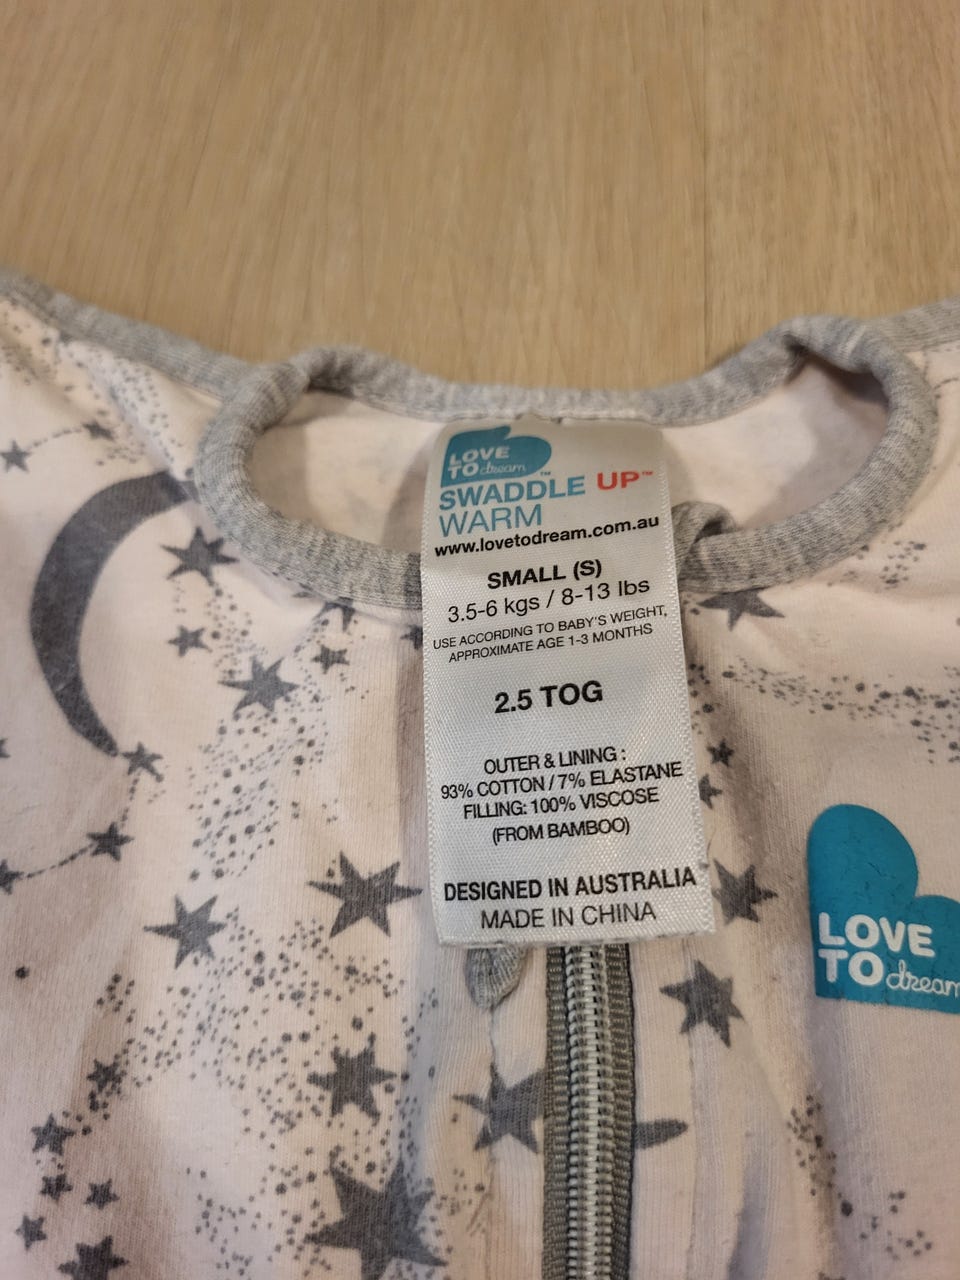 LOVE
TO dream™
SWADDLE UP™
WARM
www.lovetodream.com.au
SMALL (S)
3.5-6 kgs / 8-13 lbs
USE ACCORDING TO BABY'S WEIGHT,
APPROXIMATE AGE 1-3 MONTHS
2.5 TOG
OUTER & LINING :
93% COTTON / 7% ELASTANE
FILLING: 100% VISCOSE
(FROM BAMBOO)
DESIGNED IN AUSTRALIA
MADE IN CHINA
LOVE
TO dream